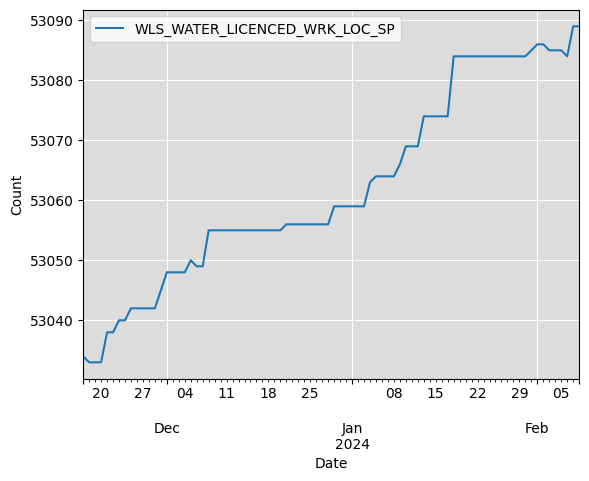 WLS_WATER_LICENCED_WRK_LOC_SP
53090
53080
53070
53060
53050
53040
Count
20 27 04 11 18 25 08 15 22 29 05
Dec Jan Feb
2024
Date